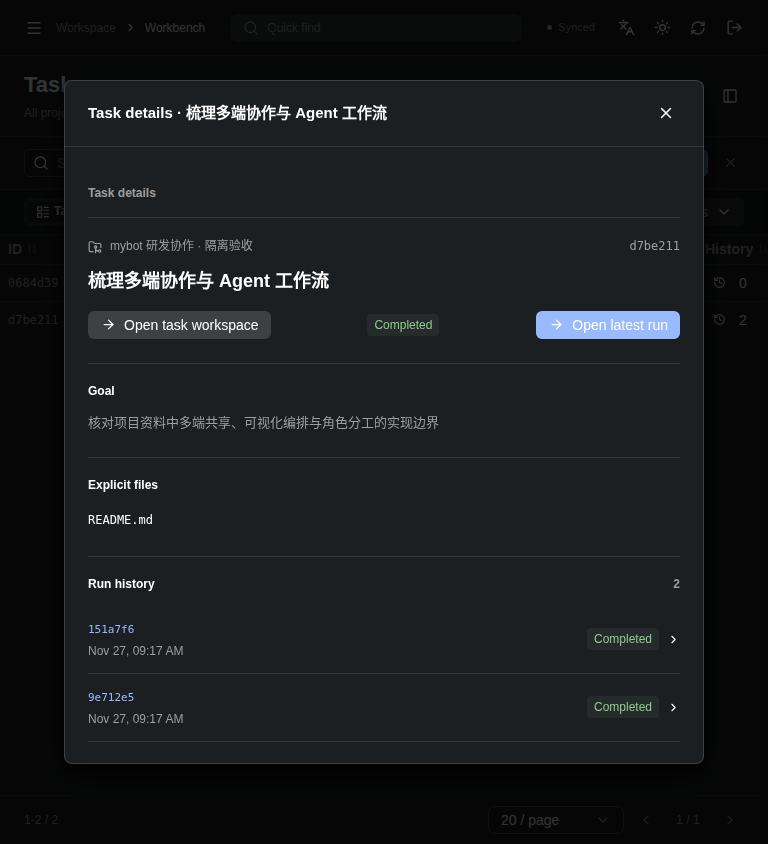 Workspace > Workbench
Quick find
Synced
Task
All proje
Task details · 梳理多端协作与 Agent 工作流
Task details
mybot 研发协作 · 隔离验收
d7be211
梳理多端协作与 Agent 工作流
Open task workspace
Completed
Open latest run
Goal
核对项目资料中多端共享、可视化编排与角色分工的实现边界
Explicit files
README.md
Run history
2
151a7f6
Nov 27, 09:17 AM
Completed
9e712e5
Nov 27, 09:17 AM
Completed
ID
History
0684d39
0
d7be211
2
1-2 / 2
20 / page
1 / 1